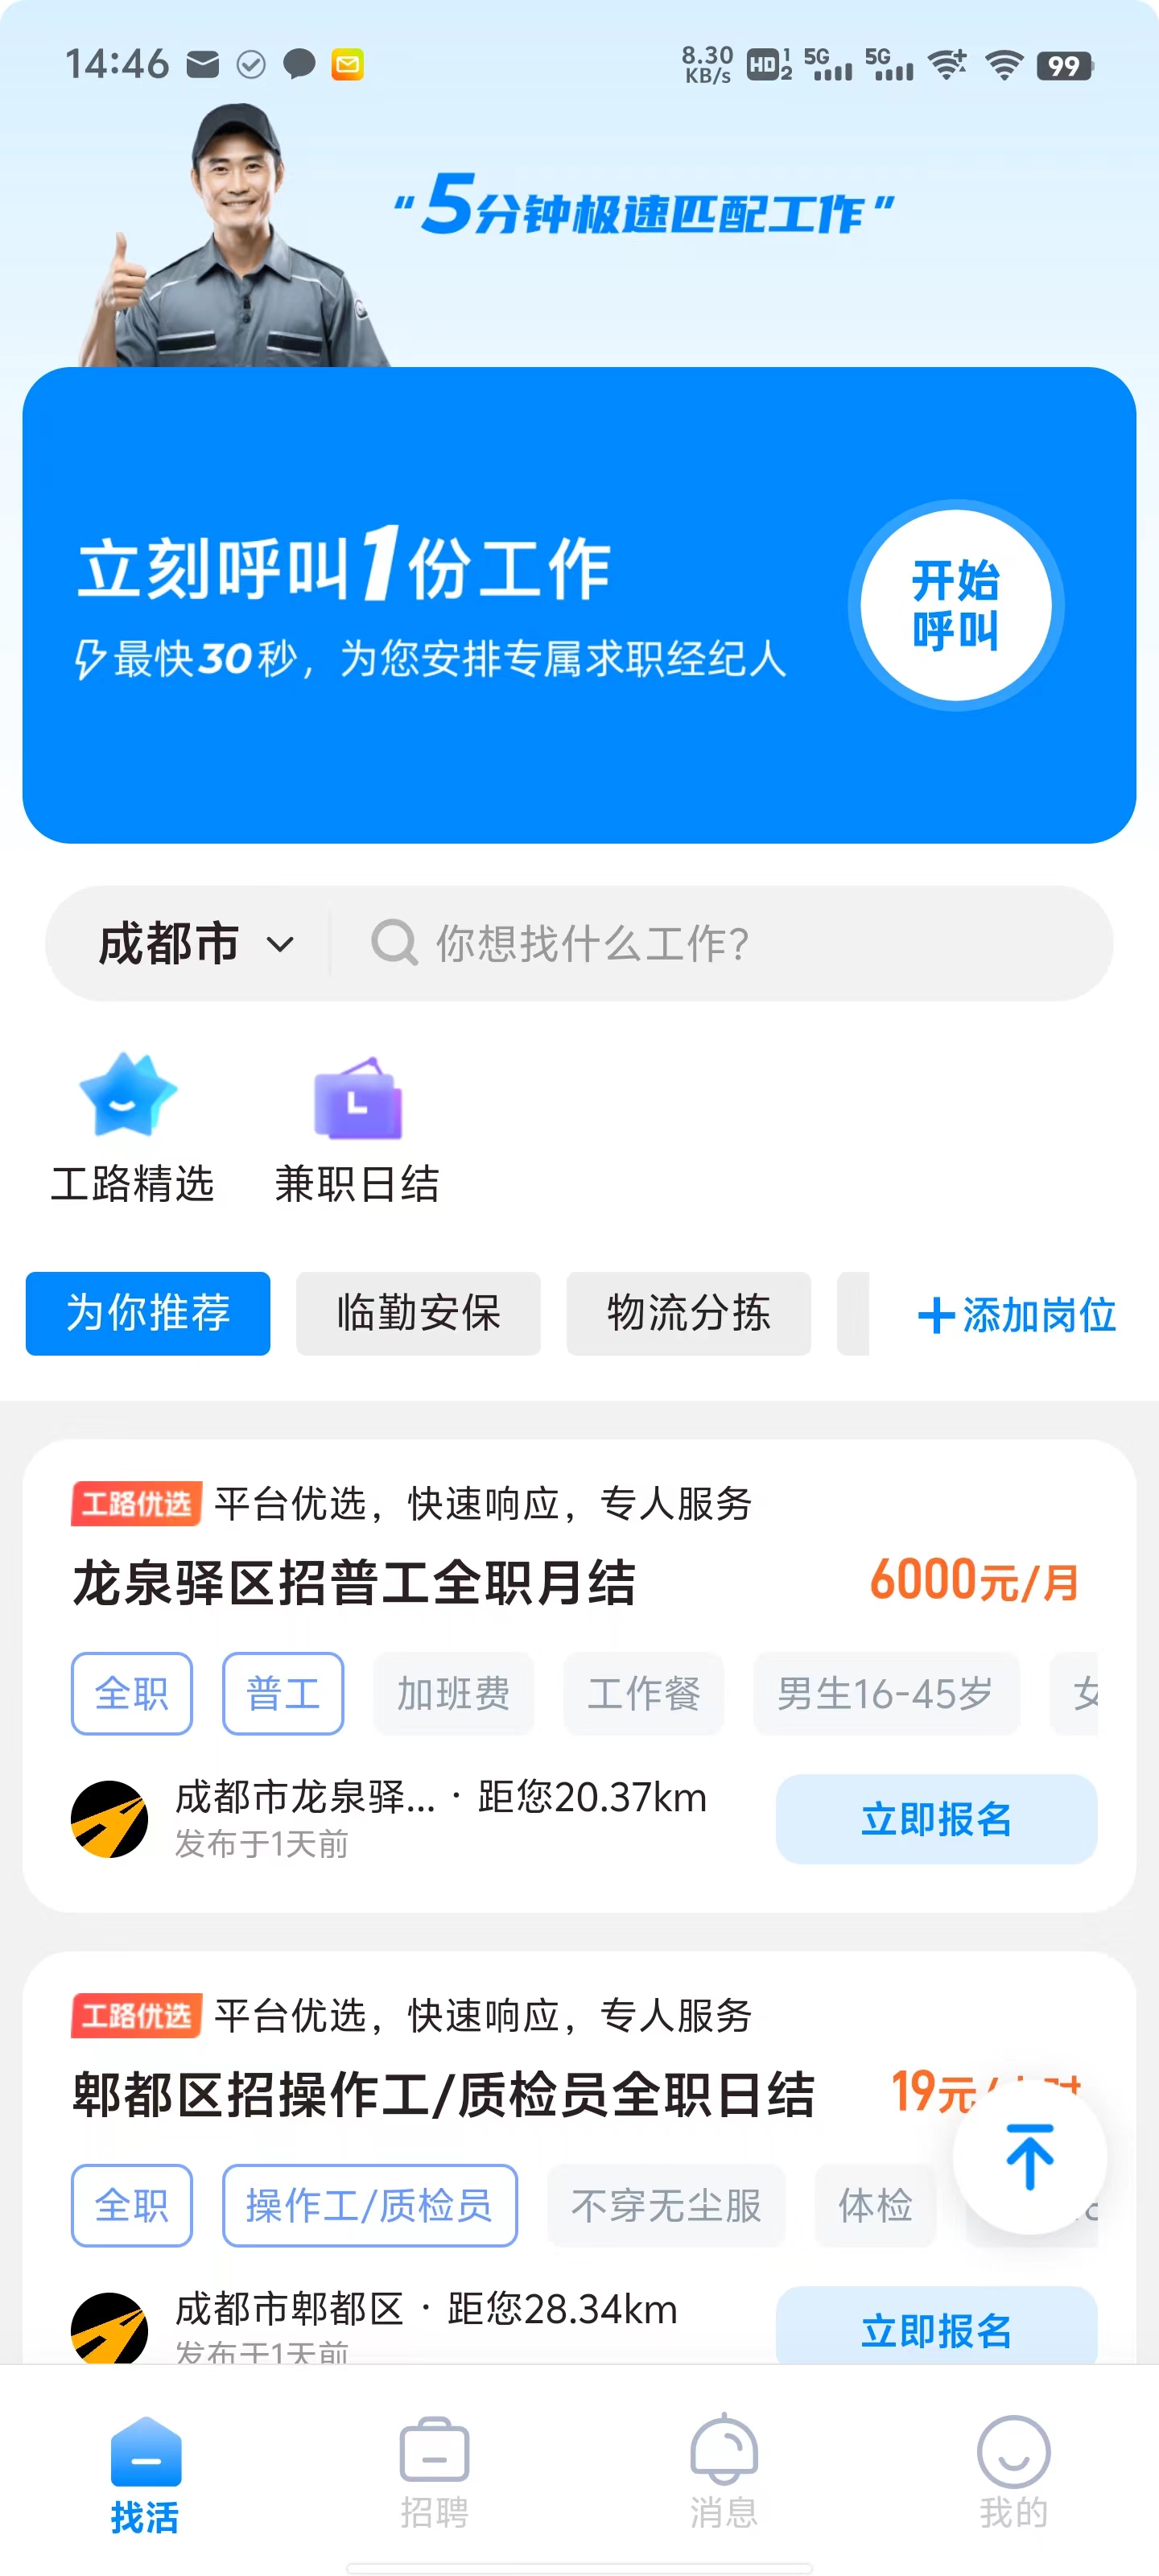 14:46
8.30 KB/s HD 1 2 5G 5G 99
“5分钟极速匹配工作”
立刻呼叫1份工作
最快30秒，为您安排专属求职经纪人
开始
呼叫
成都市
你想找什么工作？
工路精选 兼职日结
为你推荐 临勤安保 物流分拣 +添加岗位
工路优选 平台优选，快速响应，专人服务
龙泉驿区招普工全职月结 6000元/月
全职 普工 加班费 工作餐 男生16-45岁
成都市龙泉驿... · 距您20.37km
发布于1天前
立即报名
工路优选 平台优选，快速响应，专人服务
郫都区招操作工/质检员全职日结 19元
全职 操作工/质检员 不穿无尘服 体检
成都市郫都区 · 距您28.34km
发布于1天前
立即报名
找活 招聘 消息 我的